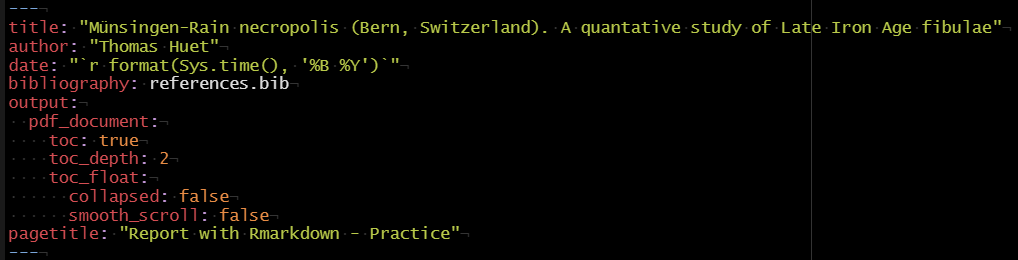 ---
title: "Münsingen-Rain necropolis (Bern, Switzerland). A quantative study of Late Iron Age fibulae"
author: "Thomas Huet"
date: "`r format(Sys.time(), '%B %Y')`"
bibliography: references.bib
output:
  pdf_document:
    toc: true
    toc_depth: 2
    toc_float:
      collapsed: false
      smooth_scroll: false
pagetitle: "Report with Rmarkdown - Practice"
---